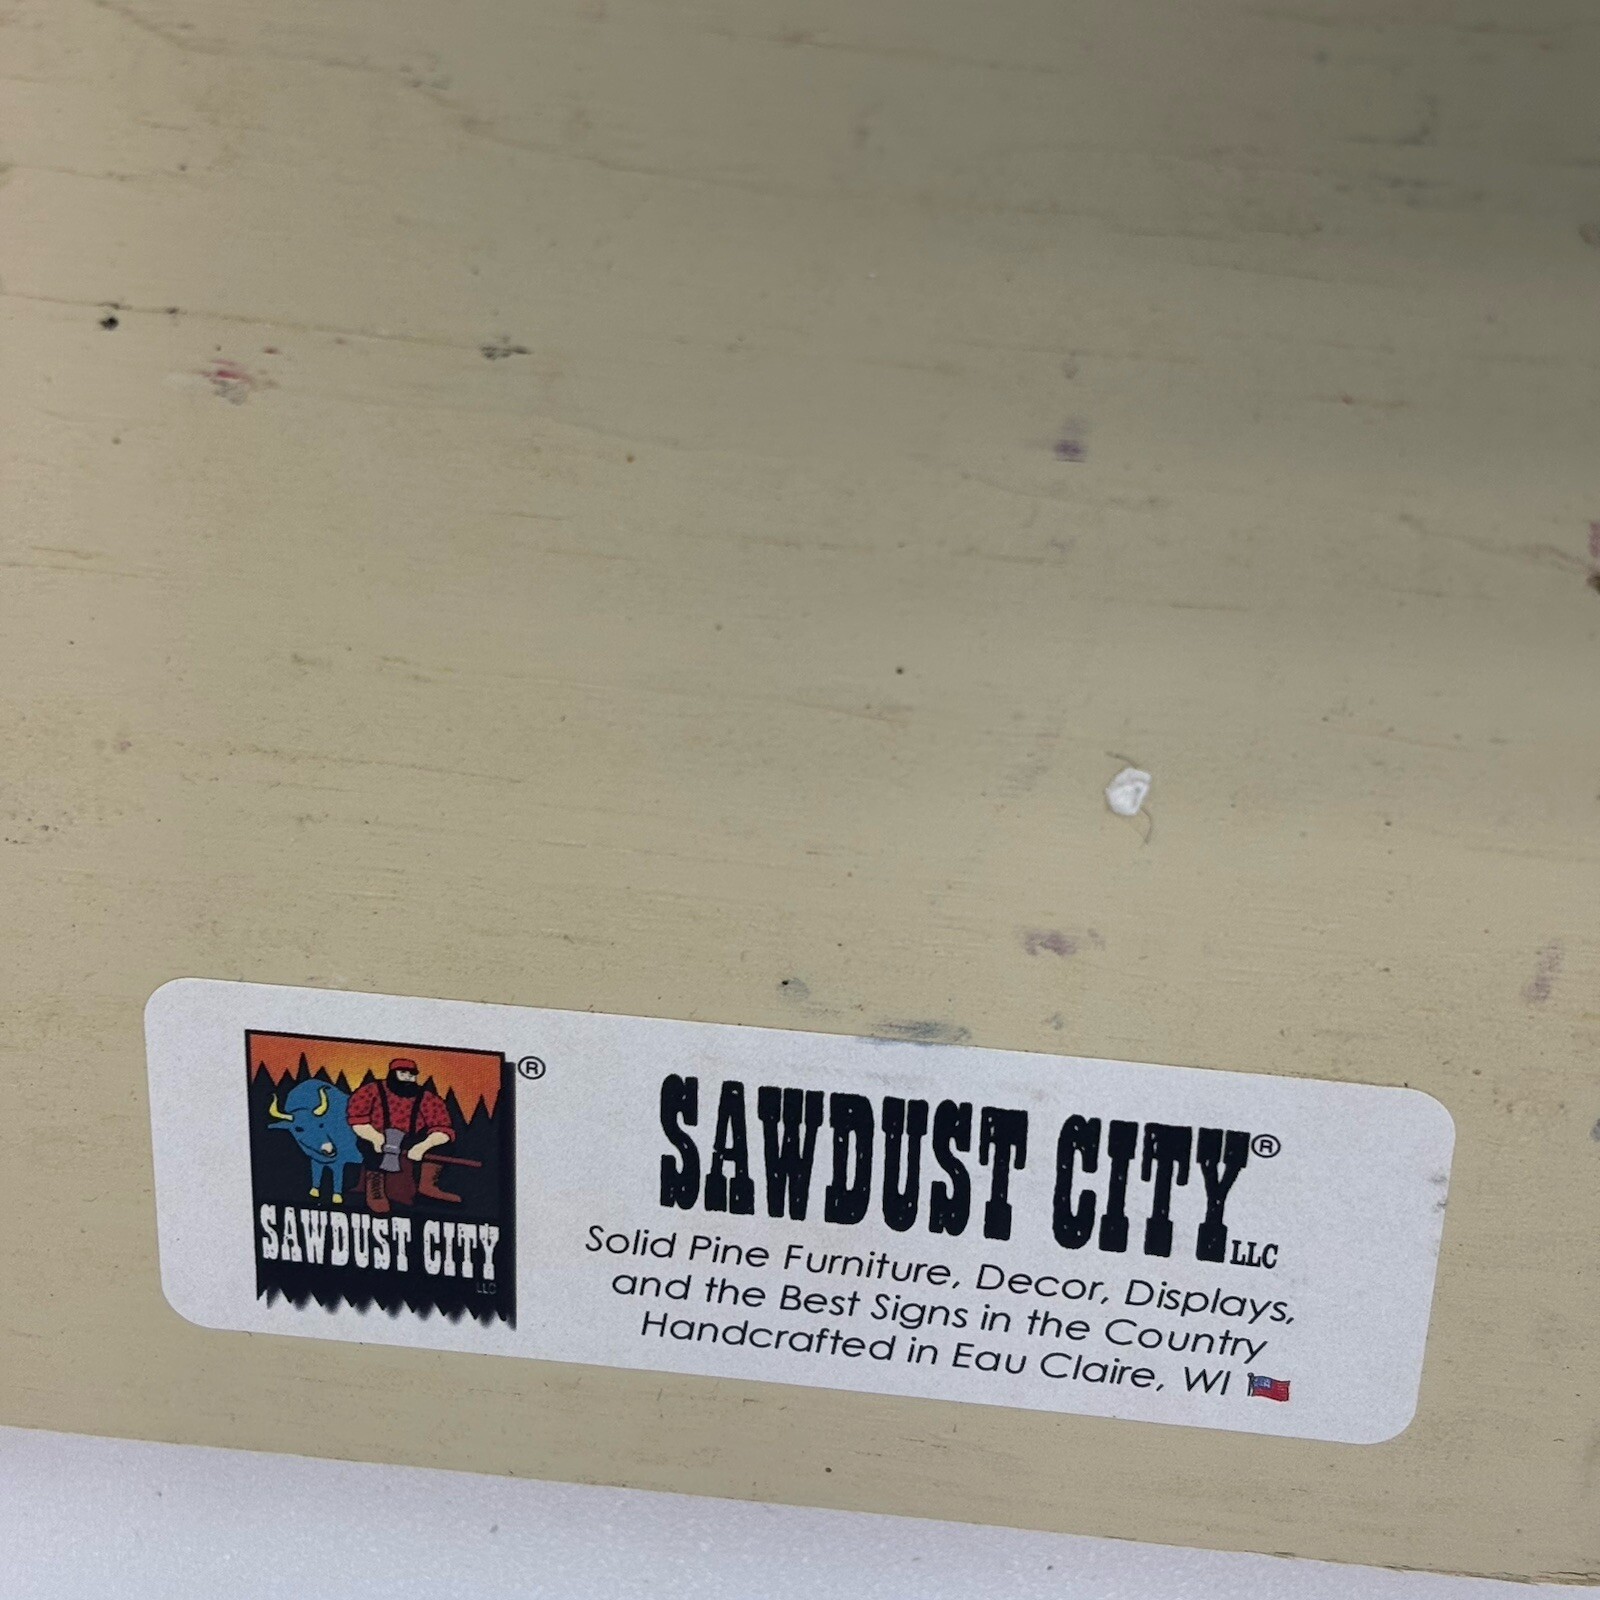 SAWDUST CITY
LLC
®
SAWDUST CITY® LLC
Solid Pine Furniture, Decor, Displays,
and the Best Signs in the Country
Handcrafted in Eau Claire, WI